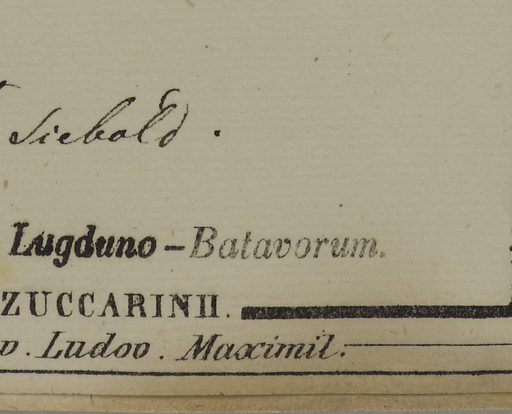 Siebold.
Lugduno-Batavorum.
ZUCCARINII.
v. Ludov. Maximil.